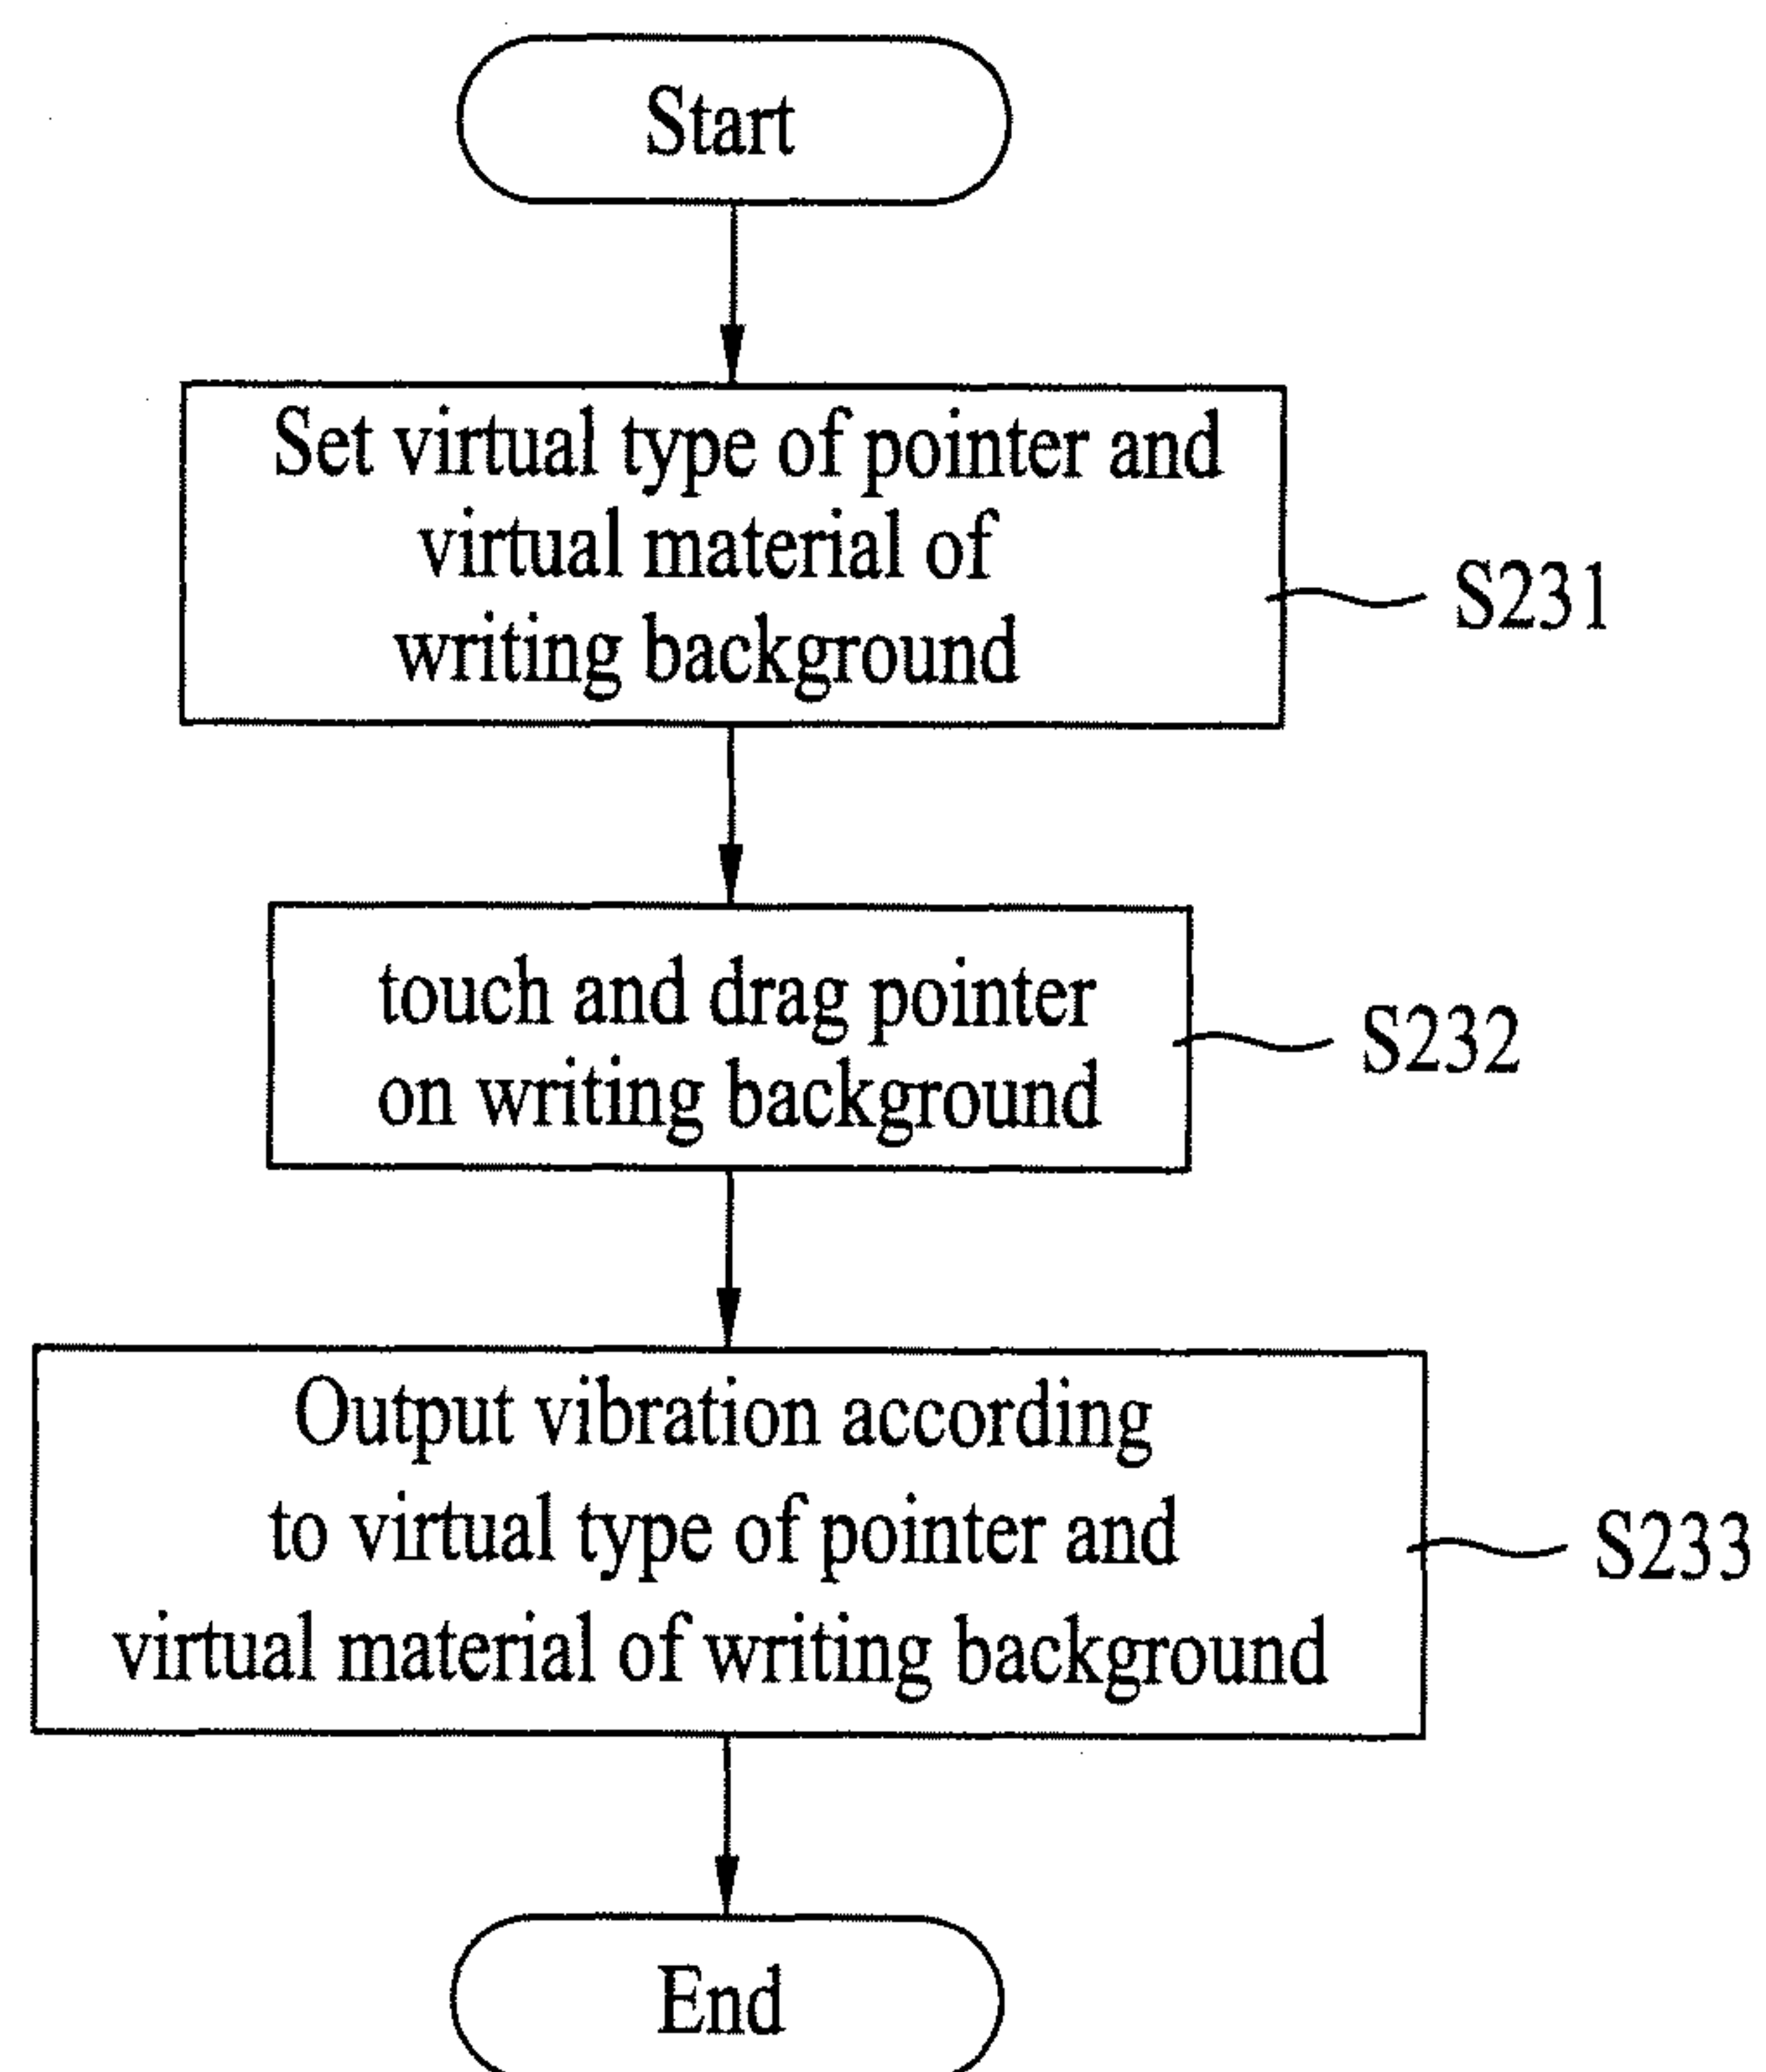 Start
Set virtual type of pointer and
virtual material of
writing background
S231
touch and drag pointer
on writing background
S232
Output vibration according
to virtual type of pointer and
virtual material of writing background
S233
End